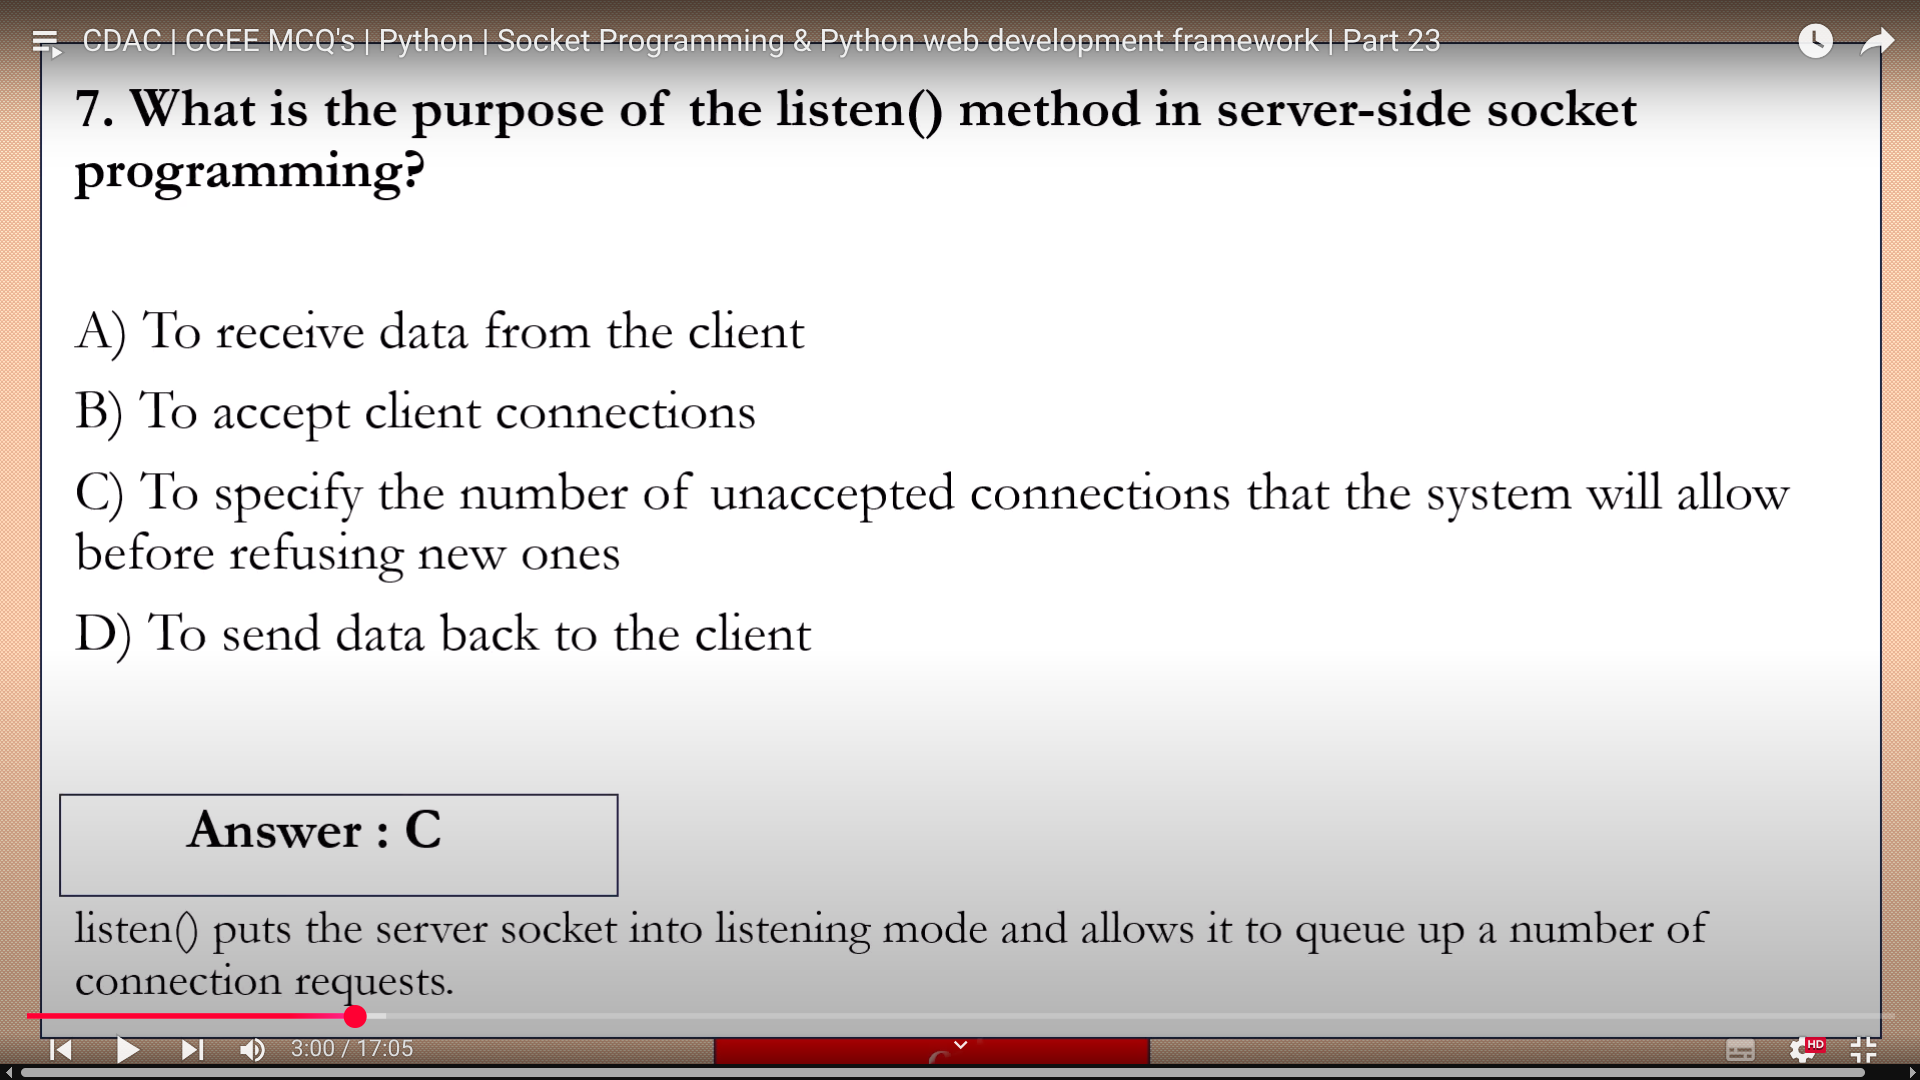 CDAC | CCEE MCQ's | Python | Socket Programming & Python web development framework | Part 23
7. What is the purpose of the listen() method in server-side socket
programming?
A) To receive data from the client
B) To accept client connections
C) To specify the number of unaccepted connections that the system will allow
before refusing new ones
D) To send data back to the client
Answer : C
listen() puts the server socket into listening mode and allows it to queue up a number of
connection requests.
3:00 / 17:05
HD